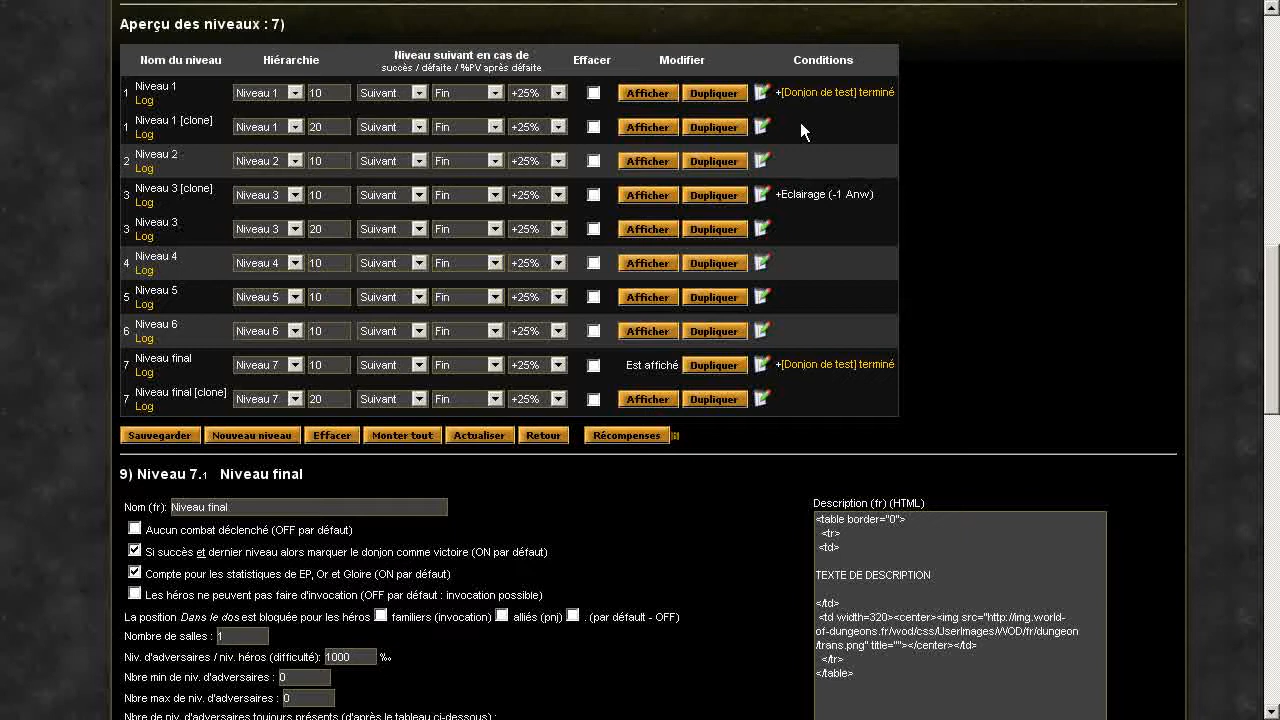 Aperçu des niveaux : 7)
Nom du niveau Hiérarchie Niveau suivant en cas de succès / défaite / %PV après défaite Effacer Modifier Conditions
1 Niveau 1 Log Niveau 1 10 Suivant Fin +25% Afficher Dupliquer +[Donjon de test] terminé
1 Niveau 1 [clone] Log Niveau 1 20 Suivant Fin +25% Afficher Dupliquer
2 Niveau 2 Log Niveau 2 10 Suivant Fin +25% Afficher Dupliquer
3 Niveau 3 [clone] Log Niveau 3 10 Suivant Fin +25% Afficher Dupliquer +Eclairage (-1 Anw)
3 Niveau 3 Log Niveau 3 20 Suivant Fin +25% Afficher Dupliquer
4 Niveau 4 Log Niveau 4 10 Suivant Fin +25% Afficher Dupliquer
5 Niveau 5 Log Niveau 5 10 Suivant Fin +25% Afficher Dupliquer
6 Niveau 6 Log Niveau 6 10 Suivant Fin +25% Afficher Dupliquer
7 Niveau final Log Niveau 7 10 Suivant Fin +25% Est affiché Dupliquer +[Donjon de test] terminé
7 Niveau final [clone] Log Niveau 7 20 Suivant Fin +25% Afficher Dupliquer
Sauvegarder Nouveau niveau Effacer Monter tout Actualiser Retour Récompenses
9) Niveau 7.1 Niveau final
Nom (fr): Niveau final
Aucun combat déclenché (OFF par défaut)
Si succès et dernier niveau alors marquer le donjon comme victoire (ON par défaut)
Compte pour les statistiques de EP, Or et Gloire (ON par défaut)
Les héros ne peuvent pas faire d'invocation (OFF par défaut : invocation possible)
La position Dans le dos est bloquée pour les héros familiers (invocation) alliés (pnj) . (par défault - OFF)
Nombre de salles : 1
Niv. d'adversaires / niv. héros (difficulté): 1000 ‰
Nbre min de niv. d'adversaires : 0
Nbre max de niv. d'adversaires : 0
Nbre de niv. d'adversaires toujours présents (d'après le tableau ci-dessous) :
Description (fr) (HTML)
<table border="0">
<tr>
<td>
TEXTE DE DESCRIPTION
</td>
<td width=320><center><img src="http://img.world-
of-dungeons.fr/wod/css/UserImages/WOD/fr/dungeon
/trans.png" title=""></center></td>
</tr>
</table>